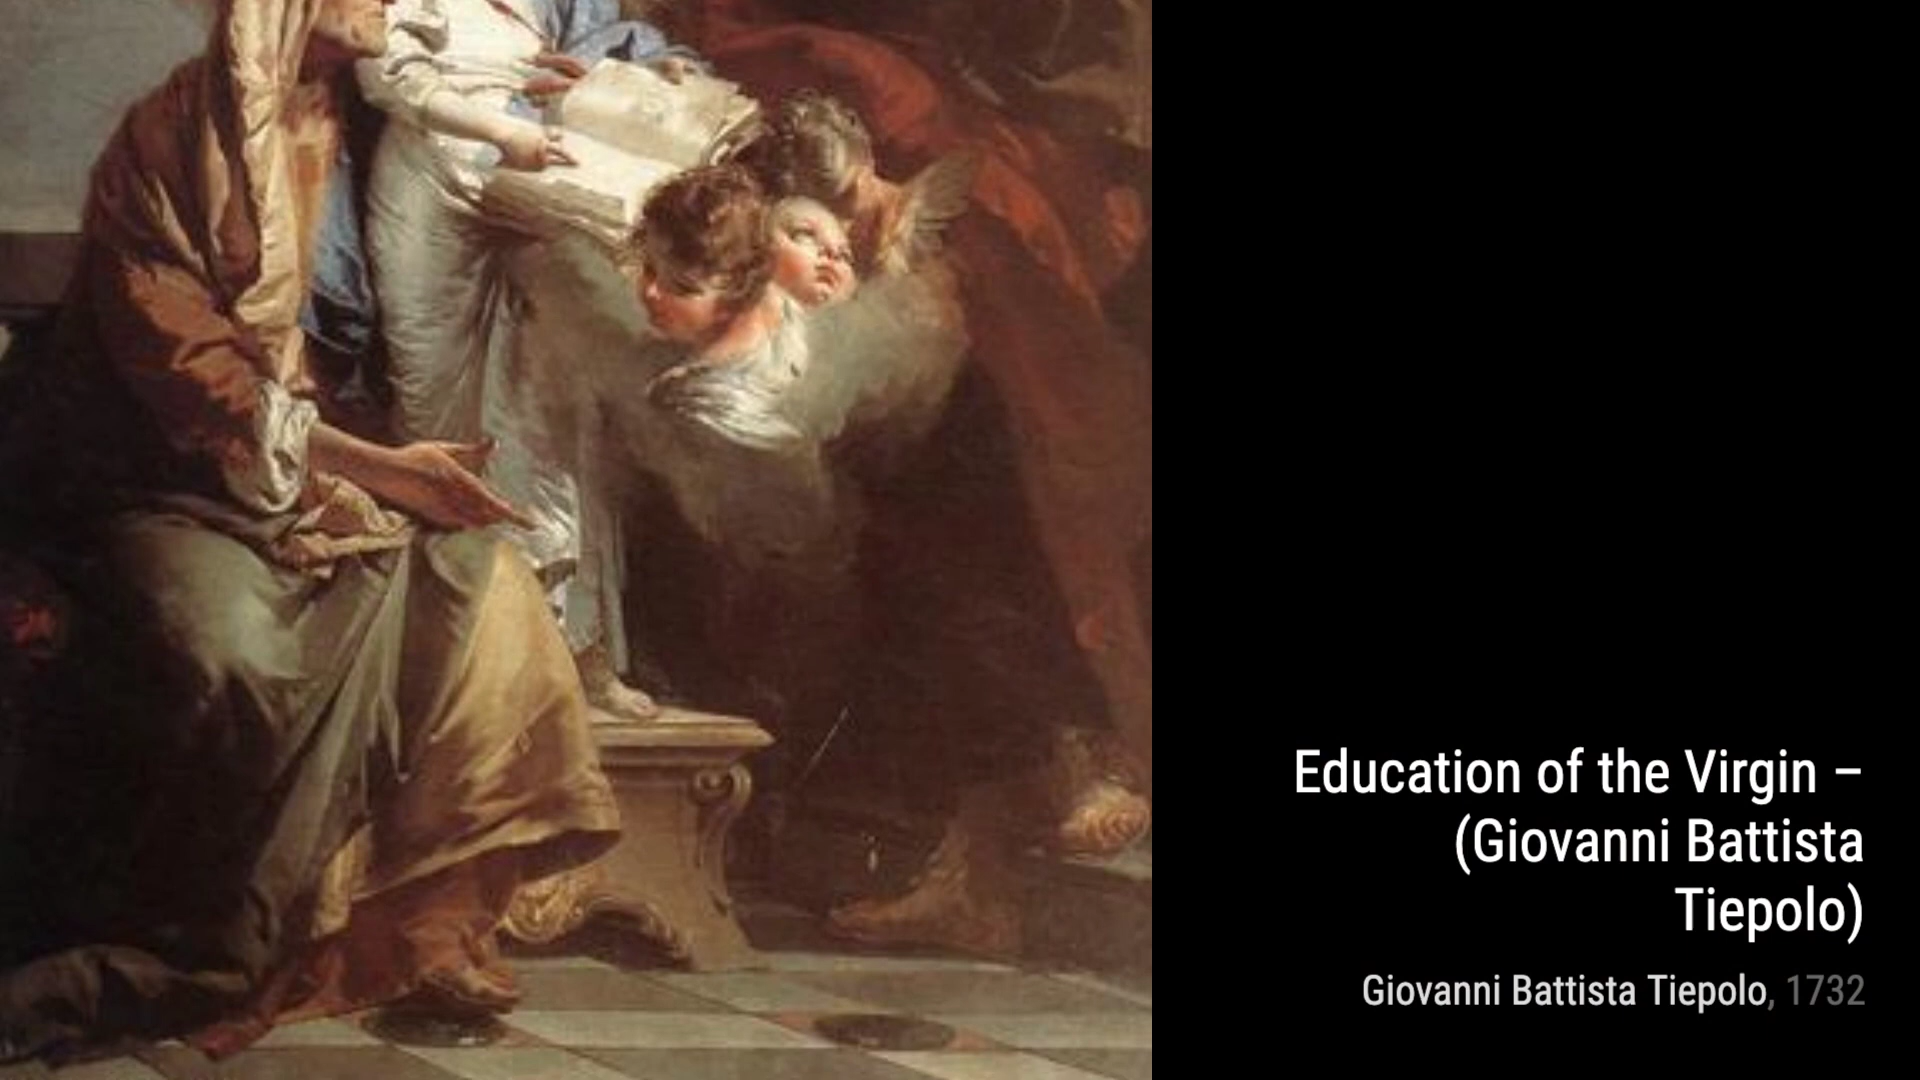 Education of the Virgin –
(Giovanni Battista
Tiepolo)
Giovanni Battista Tiepolo, 1732